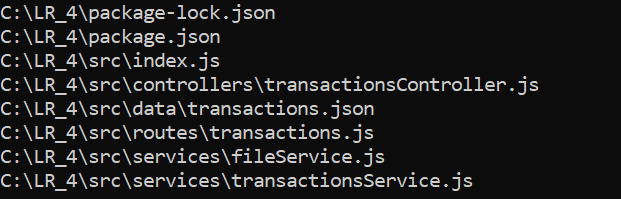 C:\LR_4\package-lock.json
C:\LR_4\package.json
C:\LR_4\src\index.js
C:\LR_4\src\controllers\transactionsController.js
C:\LR_4\src\data\transactions.json
C:\LR_4\src\routes\transactions.js
C:\LR_4\src\services\fileService.js
C:\LR_4\src\services\transactionsService.js